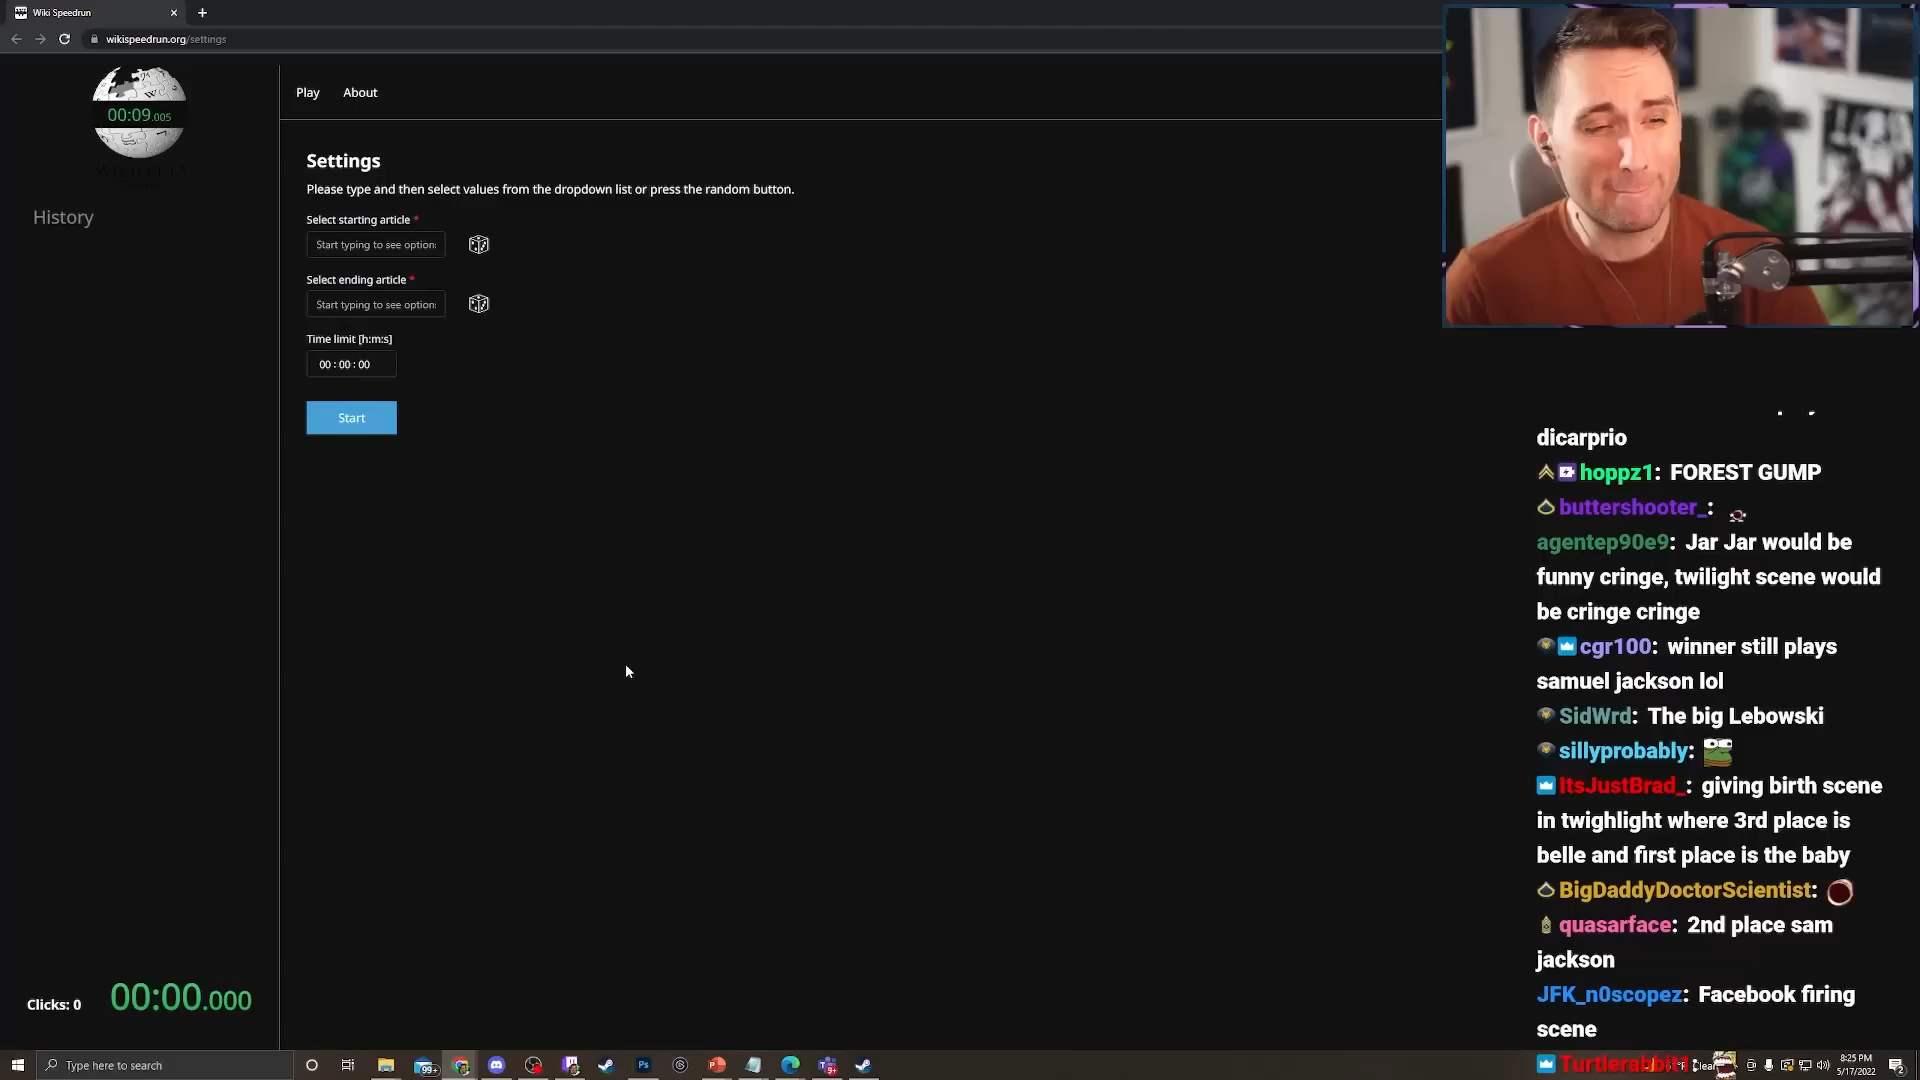 Wiki Speedrun
wikispeedrun.org/settings
00:09.005
Play
About
History
Settings
Please type and then select values from the dropdown list or press the random button.
Select starting article *
Start typing to see option
Select ending article *
Start typing to see option
Time limit [h:m:s]
00 : 00 : 00
Start
dicarprio
hoppz1: FOREST GUMP
buttershooter_:
agentep90e9: Jar Jar would be
funny cringe, twilight scene would
be cringe cringe
cgr100: winner still plays
samuel jackson lol
SidWrd: The big Lebowski
sillyprobably:
ItsJustBrad_: giving birth scene
in twighlight where 3rd place is
belle and first place is the baby
BigDaddyDoctorScientist:
quasarface: 2nd place sam
jackson
JFK_n0scopez: Facebook firing
scene
Clicks: 0
00:00.000
Type here to search
99+
Ps
9+
Turtlerabbit1
8:25 PM
5/17/2022
2